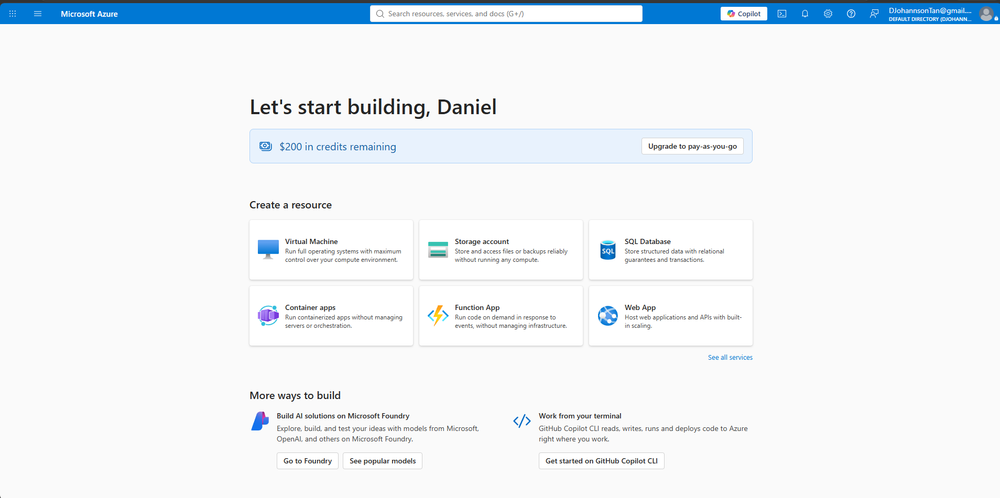 Microsoft Azure
Search resources, services, and docs (G+/)
Copilot
DJohannsonTan@gmail....
DEFAULT DIRECTORY (DJOHANN...
Let's start building, Daniel
$200 in credits remaining
Upgrade to pay-as-you-go
Create a resource
Virtual Machine
Run full operating systems with maximum
control over your compute environment.
Storage account
Store and access files or backups reliably
without running any compute.
SQL
SQL Database
Store structured data with relational
guarantees and transactions.
Container apps
Run containerized apps without managing
servers or orchestration.
Function App
Run code on demand in response to
events, without managing infrastructure.
Web App
Host web applications and APIs with built-
in scaling.
See all services
More ways to build
Build AI solutions on Microsoft Foundry
Explore, build, and test your ideas with models from Microsoft,
OpenAI, and others on Microsoft Foundry.
Go to Foundry
See popular models
Work from your terminal
GitHub Copilot CLI reads, writes, runs and deploys code to Azure
right where you work.
Get started on GitHub Copilot CLI